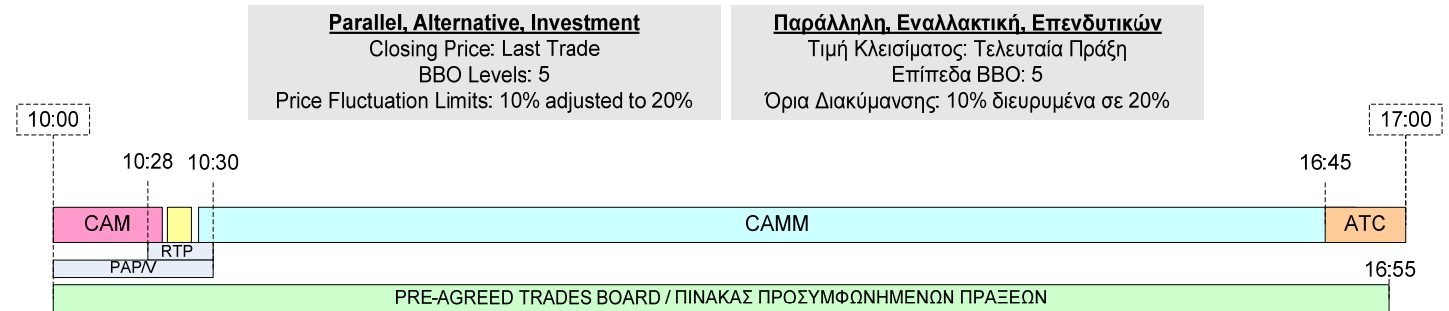 Parallel, Alternative, Investment
Closing Price: Last Trade
BBO Levels: 5
Price Fluctuation Limits: 10% adjusted to 20%
Παράλληλη, Εναλλακτική, Επενδυτικών
Τιμή Κλεισίματος: Τελευταία Πράξη
Επίπεδα BBO: 5
Όρια Διακύμανσης: 10% διευρυμένα σε 20%
10:00
17:00
10:28
10:30
16:45
CAM
CAMM
ATC
RTP
PAP/V
16:55
PRE-AGREED TRADES BOARD / ΠΙΝΑΚΑΣ ΠΡΟΣΥΜΦΩΝΗΜΕΝΩΝ ΠΡΑΞΕΩΝ